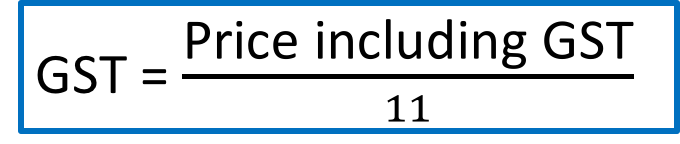 GST = Price including GST
11